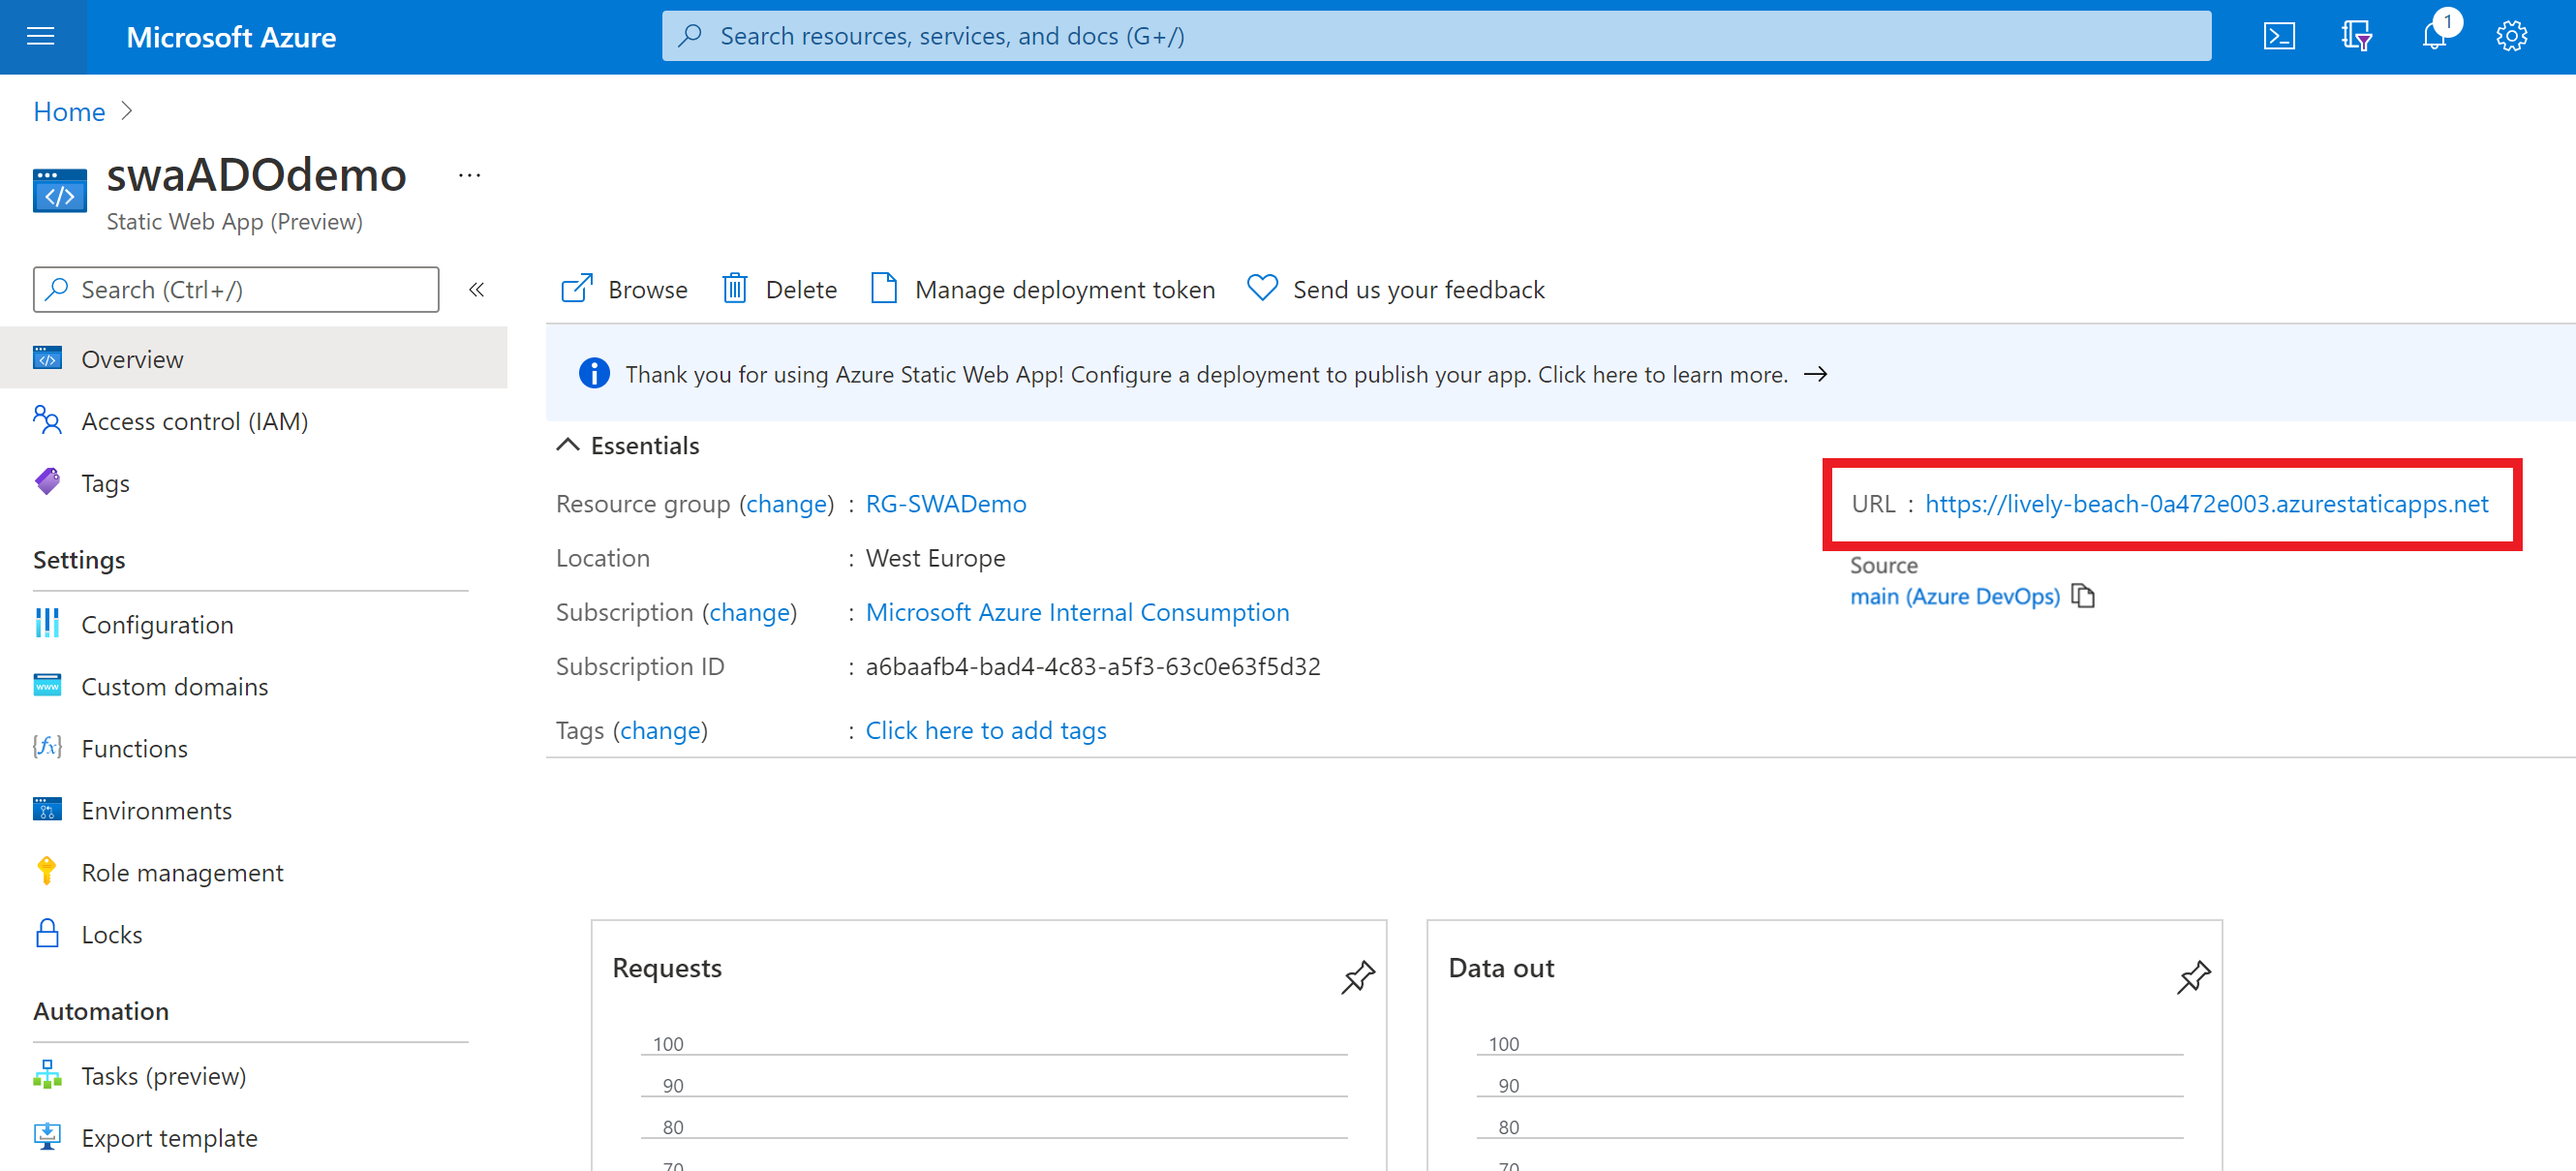 Microsoft Azure
Search resources, services, and docs (G+/)
1
Home
swaADOdemo
...
Static Web App (Preview)
Search (Ctrl+/)
«
Browse
Delete
Manage deployment token
Send us your feedback
Overview
Access control (IAM)
Tags
Settings
Configuration
Custom domains
Functions
Environments
Role management
Locks
Automation
Tasks (preview)
Export template
Thank you for using Azure Static Web App! Configure a deployment to publish your app. Click here to learn more. →
Essentials
Resource group (change) : RG-SWADemo
Location : West Europe
Subscription (change) : Microsoft Azure Internal Consumption
Subscription ID : a6baafb4-bad4-4c83-a5f3-63c0e63f5d32
Tags (change) : Click here to add tags
URL : https://lively-beach-0a472e003.azurestaticapps.net
Source
main (Azure DevOps)
Requests
100
90
80
70
Data out
100
90
80
70